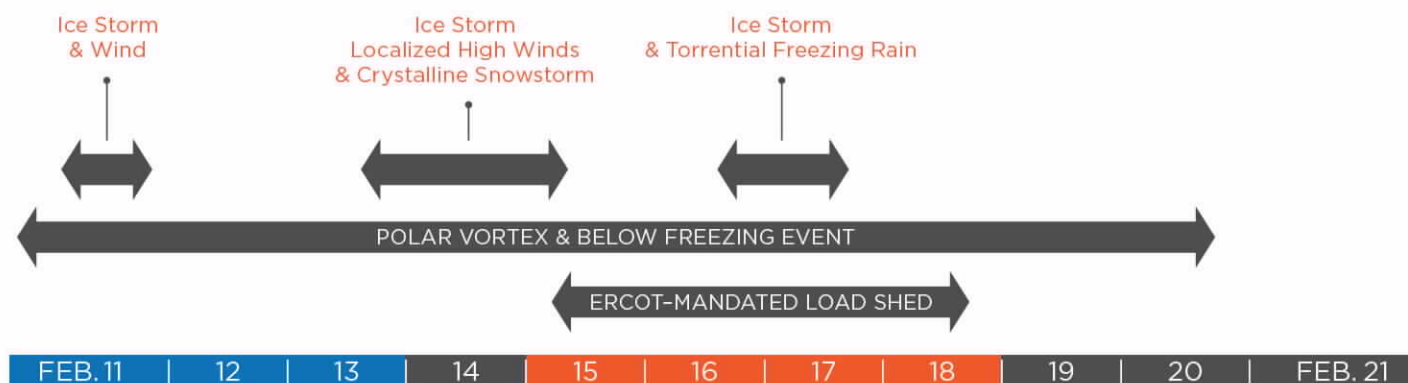 Ice Storm
& Wind
Ice Storm
Localized High Winds
& Crystalline Snowstorm
Ice Storm
& Torrential Freezing Rain
POLAR VORTEX & BELOW FREEZING EVENT
ERCOT–MANDATED LOAD SHED
FEB. 11 | 12 | 13 | 14 | 15 | 16 | 17 | 18 | 19 | 20 | FEB. 21